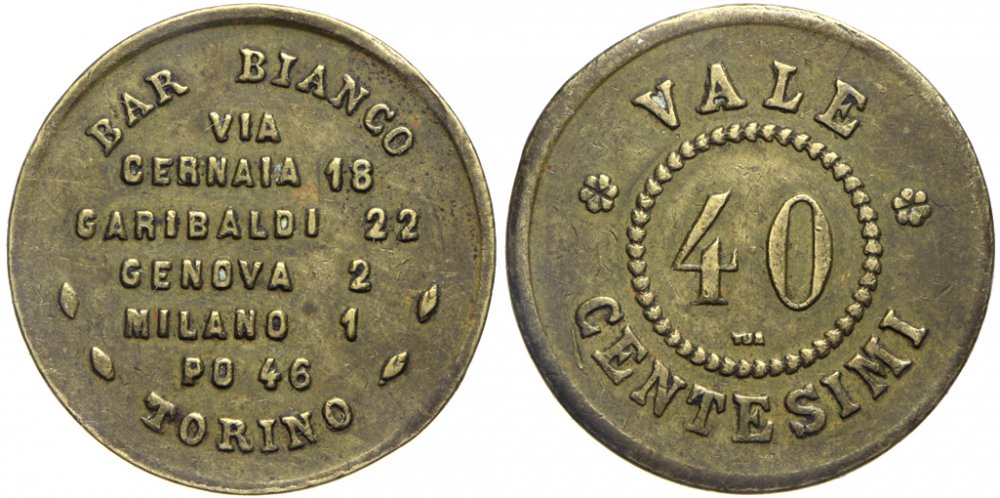 BAR BIANCO
VIA
CERNAIA 18
GARIBALDI 22
GENOVA 2
MILANO 1
PO 46
TORINO
VALE
40
CENTESIMI